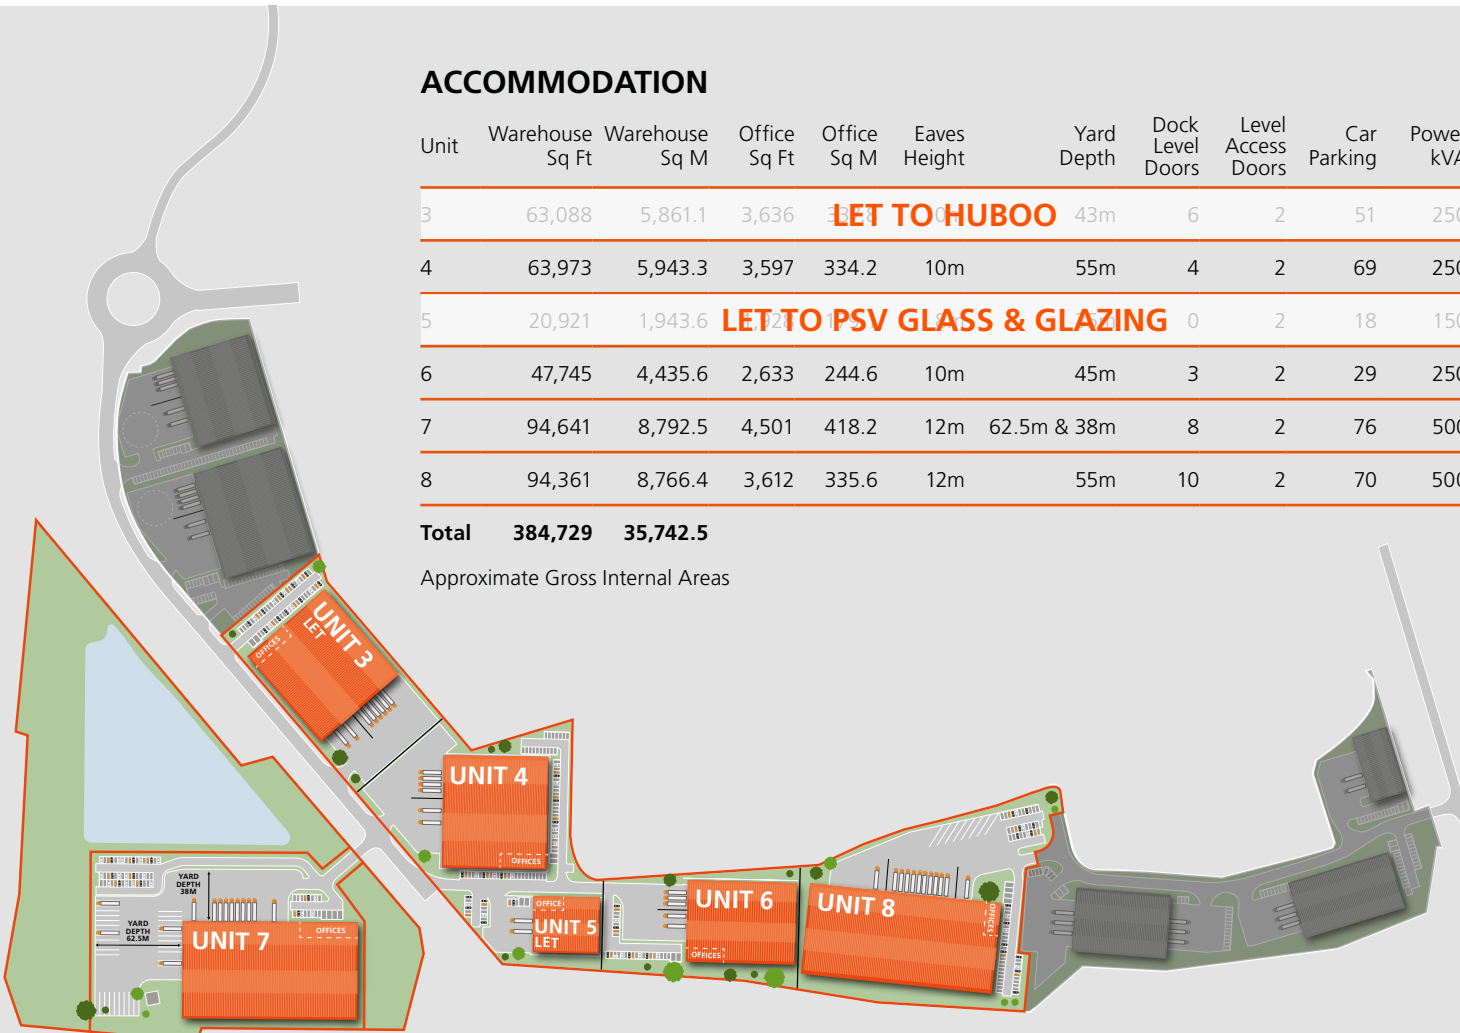 ACCOMMODATION
Unit Warehouse Sq Ft Warehouse Sq M Office Sq Ft Office Sq M Eaves Height Yard Depth Dock Level Doors Level Access Doors Car Parking
3 63,088 5,861.1 3,636 LET TO HUBOO 43m 6 2 51
4 63,973 5,943.3 3,597 334.2 10m 55m 4 2 69
5 20,921 1,943.6 LET TO PSV GLASS & GLAZING 0 2 18
6 47,745 4,435.6 2,633 244.6 10m 45m 3 2 29
7 94,641 8,792.5 4,501 418.2 12m 62.5m & 38m 8 2 76
8 94,361 8,766.4 3,612 335.6 12m 55m 10 2 70
Total 384,729 35,742.5
Approximate Gross Internal Areas
UNIT 3
LET
OFFICES
UNIT 4
OFFICES
OFFICE
UNIT 5
LET
UNIT 6
OFFICES
UNIT 8
OFFICES
YARD
DEPTH
38M
YARD
DEPTH
62.5M
UNIT 7
OFFICES